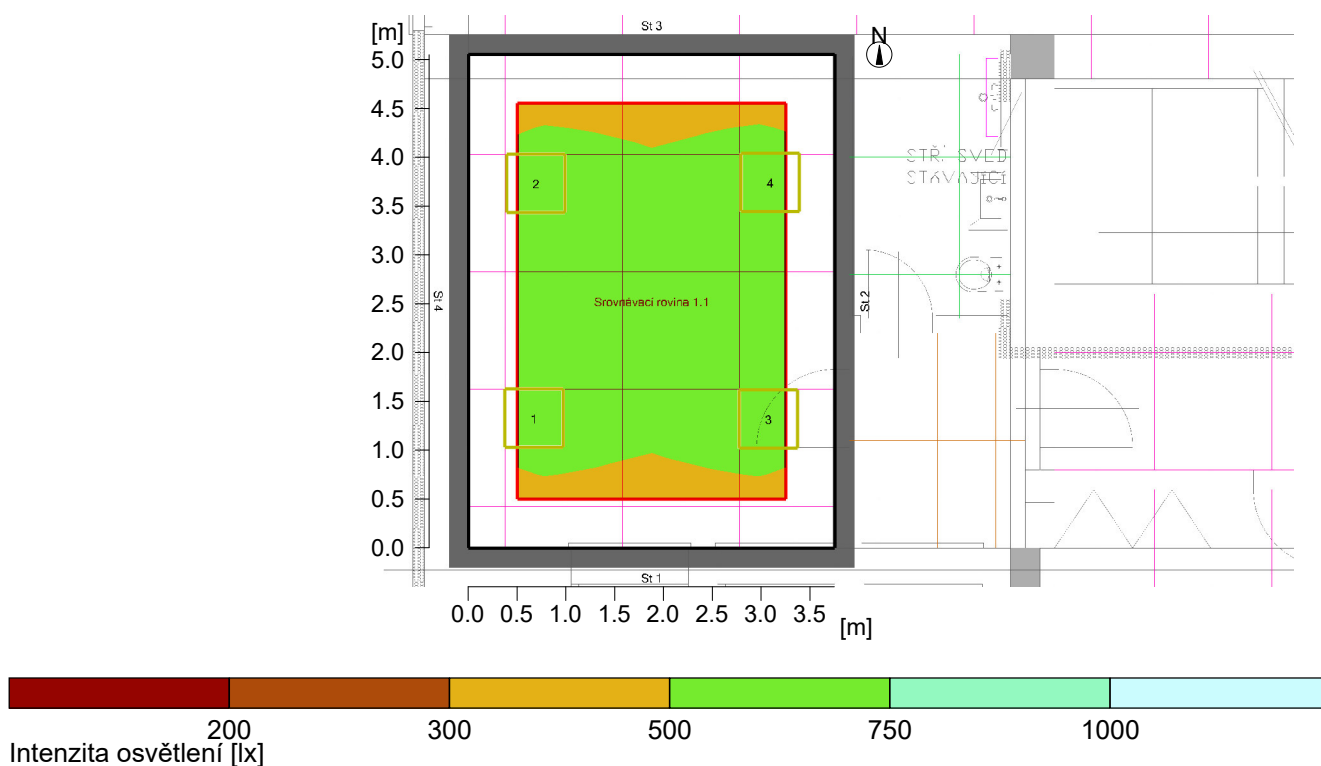 St 3
[m]
N
5.0
4.5
4.0
3.5
3.0
2.5
2.0
1.5
1.0
0.5
0.0
2
4
STŘ. SVED
STAVAJICÍ
Srovnávací rovina 1.1
St 4
St 2
1
3
St 1
0.0 0.5 1.0 1.5 2.0 2.5 3.0 3.5
[m]
200 300 500 750 1000
Intenzita osvětlení [lx]